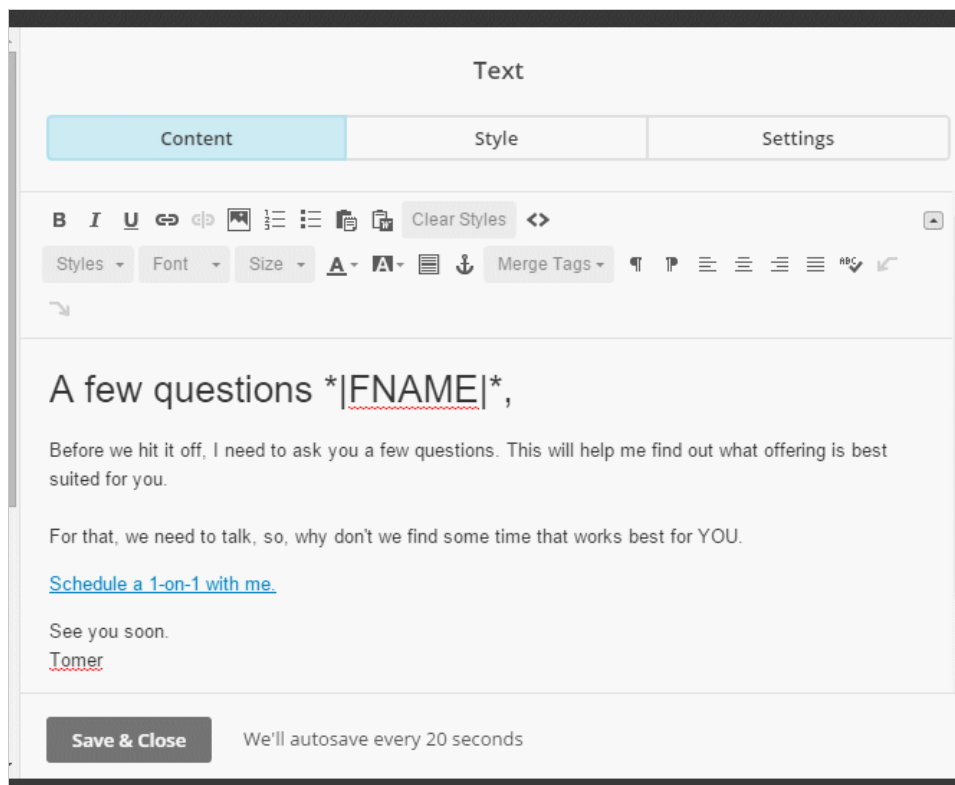 Text
Content Style Settings
B I U Clear Styles <>
Styles Font Size A A Merge Tags ABC
A few questions *|FNAME|*,
Before we hit it off, I need to ask you a few questions. This will help me find out what offering is best
suited for you.
For that, we need to talk, so, why don't we find some time that works best for YOU.
Schedule a 1-on-1 with me.
See you soon.
Tomer
Save & Close We'll autosave every 20 seconds